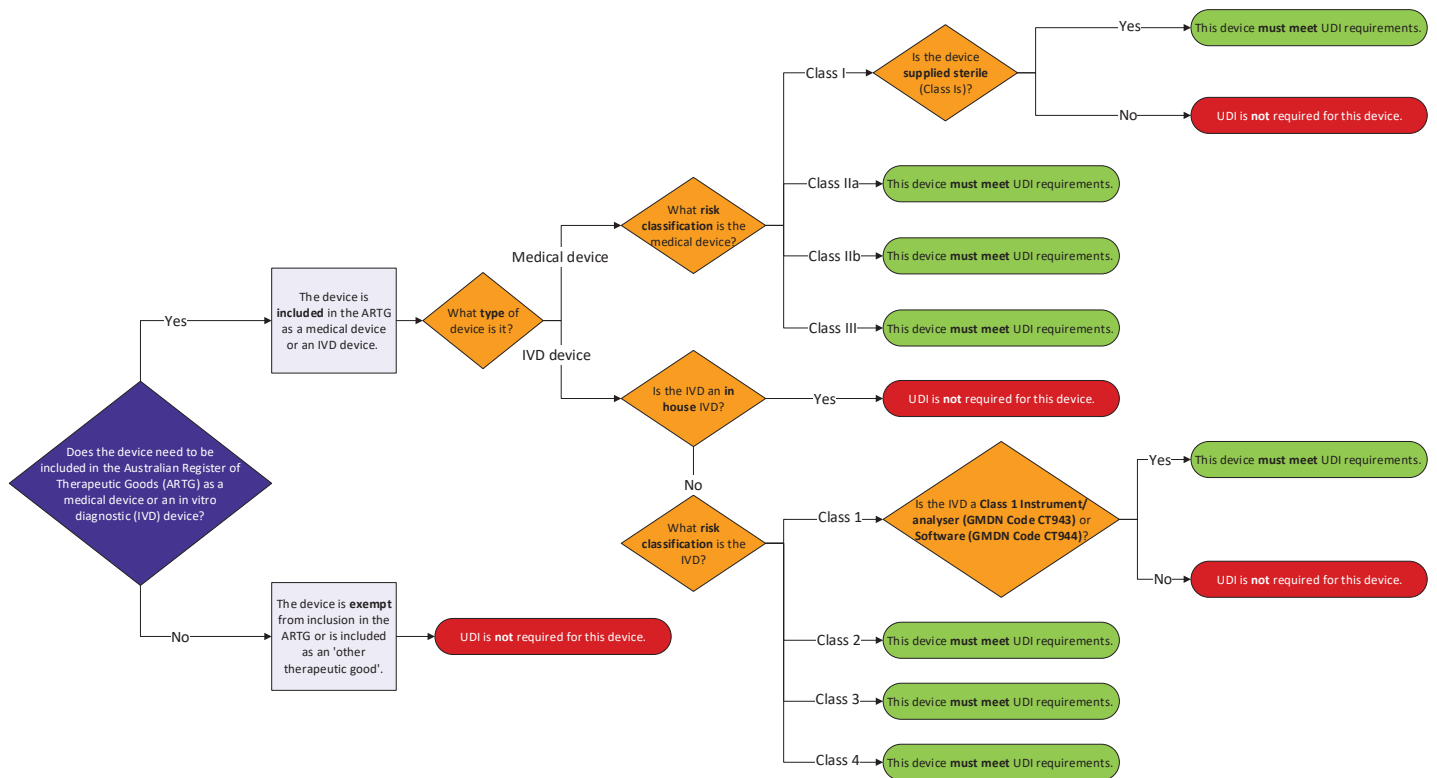 Does the device need to be
included in the Australian Register of
Therapeutic Goods (ARTG) as a
medical device or an in vitro
diagnostic (IVD) device?
Yes
The device is
included in the ARTG
as a medical device
or an IVD device.
What type of
device is it?
Medical device
What risk
classification is the
medical device?
Class I
Is the device
supplied sterile
(Class Is)?
Yes
This device must meet UDI requirements.
No
UDI is not required for this device.
Class IIa
This device must meet UDI requirements.
Class IIb
This device must meet UDI requirements.
Class III
This device must meet UDI requirements.
IVD device
Is the IVD an in
house IVD?
Yes
UDI is not required for this device.
No
What risk
classification is the
IVD?
Class 1
Is the IVD a Class 1 Instrument/
analyser (GMDN Code CT943) or
Software (GMDN Code CT944)?
Yes
This device must meet UDI requirements.
No
UDI is not required for this device.
Class 2
This device must meet UDI requirements.
Class 3
This device must meet UDI requirements.
Class 4
This device must meet UDI requirements.
No
The device is exempt
from inclusion in the
ARTG or is included
as an 'other
therapeutic good'.
UDI is not required for this device.